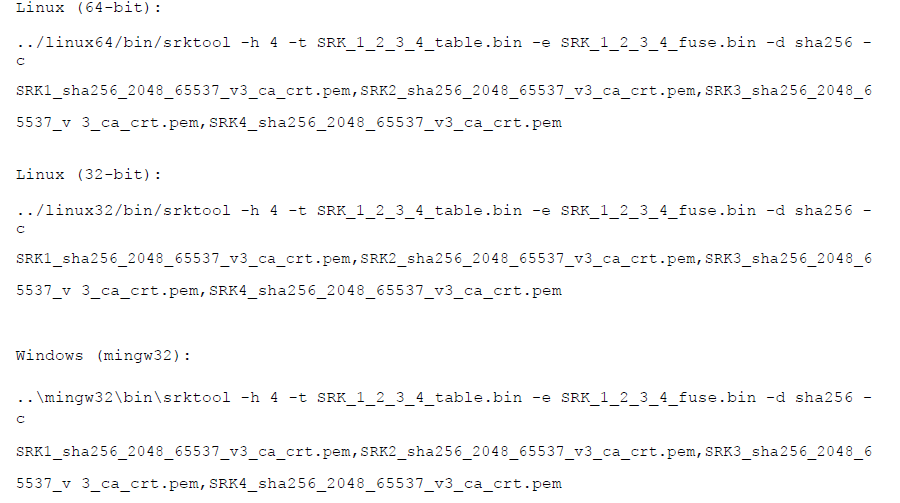 Linux (64-bit):
../linux64/bin/srktool -h 4 -t SRK_1_2_3_4_table.bin -e SRK_1_2_3_4_fuse.bin -d sha256 -
c
SRK1_sha256_2048_65537_v3_ca_crt.pem,SRK2_sha256_2048_65537_v3_ca_crt.pem,SRK3_sha256_2048_6
5537_v 3_ca_crt.pem,SRK4_sha256_2048_65537_v3_ca_crt.pem
Linux (32-bit):
../linux32/bin/srktool -h 4 -t SRK_1_2_3_4_table.bin -e SRK_1_2_3_4_fuse.bin -d sha256 -
c
SRK1_sha256_2048_65537_v3_ca_crt.pem,SRK2_sha256_2048_65537_v3_ca_crt.pem,SRK3_sha256_2048_6
5537_v 3_ca_crt.pem,SRK4_sha256_2048_65537_v3_ca_crt.pem
Windows (mingw32):
..\mingw32\bin\srktool -h 4 -t SRK_1_2_3_4_table.bin -e SRK_1_2_3_4_fuse.bin -d sha256 -
c
SRK1_sha256_2048_65537_v3_ca_crt.pem,SRK2_sha256_2048_65537_v3_ca_crt.pem,SRK3_sha256_2048_6
5537_v 3_ca_crt.pem,SRK4_sha256_2048_65537_v3_ca_crt.pem